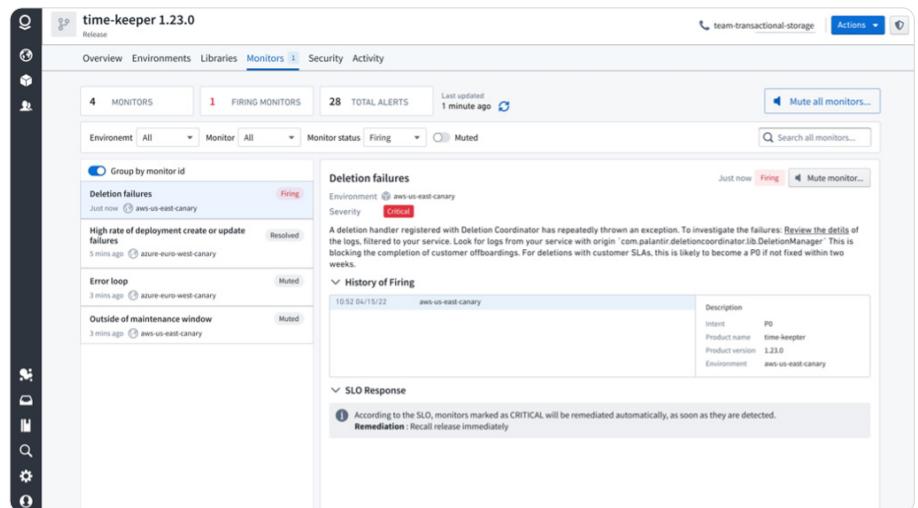 time-keeper 1.23.0
Release
team-transactional-storage
Actions
Overview Environments Libraries Monitors 1 Security Activity
4 MONITORS
1 FIRING MONITORS
28 TOTAL ALERTS
Last updated
1 minute ago
Mute all monitors...
Environemt All
Monitor All
Monitor status Firing
Muted
Search all monitors...
Group by monitor id
Deletion failures
Firing
Just now aws-us-east-canary
High rate of deployment create or update
failures
Resolved
5 mins ago azure-euro-west-canary
Error loop
Muted
3 mins ago azure-euro-west-canary
Outside of maintenance window
Muted
3 mins ago aws-us-east-canary
Deletion failures
Just now Firing Mute monitor...
Environment aws-us-east-canary
Severity Critical
A deletion handler registered with Deletion Coordinator has repeatedly thrown an exception. To investigate the failures: Review the detils of
the logs, filtered to your service. Look for logs from your service with origin `com.palantir.deletioncoordinator.lib.DeletionManager` This is
blocking the completion of customer offboardings. For deletions with customer SLAs, this is likely to become a P0 if not fixed within two
weeks.
History of Firing
10:52 04/15/22 aws-us-east-canary
Description
Intent P0
Product name time-keepter
Product version 1.23.0
Environment aws-us-east-canary
SLO Response
According to the SLO, monitors marked as CRITICAL will be remediated automatically, as soon as they are detected.
Remediation : Recall release immediately